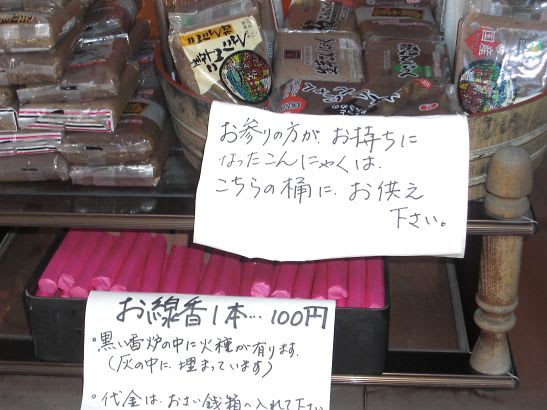 お参りの方が、お持ちに
なったこんにゃくは、
こちらの桶に、お供え
下さい。
お線香1本…100円
・黒い香炉の中に火種が有ります。
(灰の中に埋まっています)
・代金は、おさい銭箱へ入れて下さい
国産